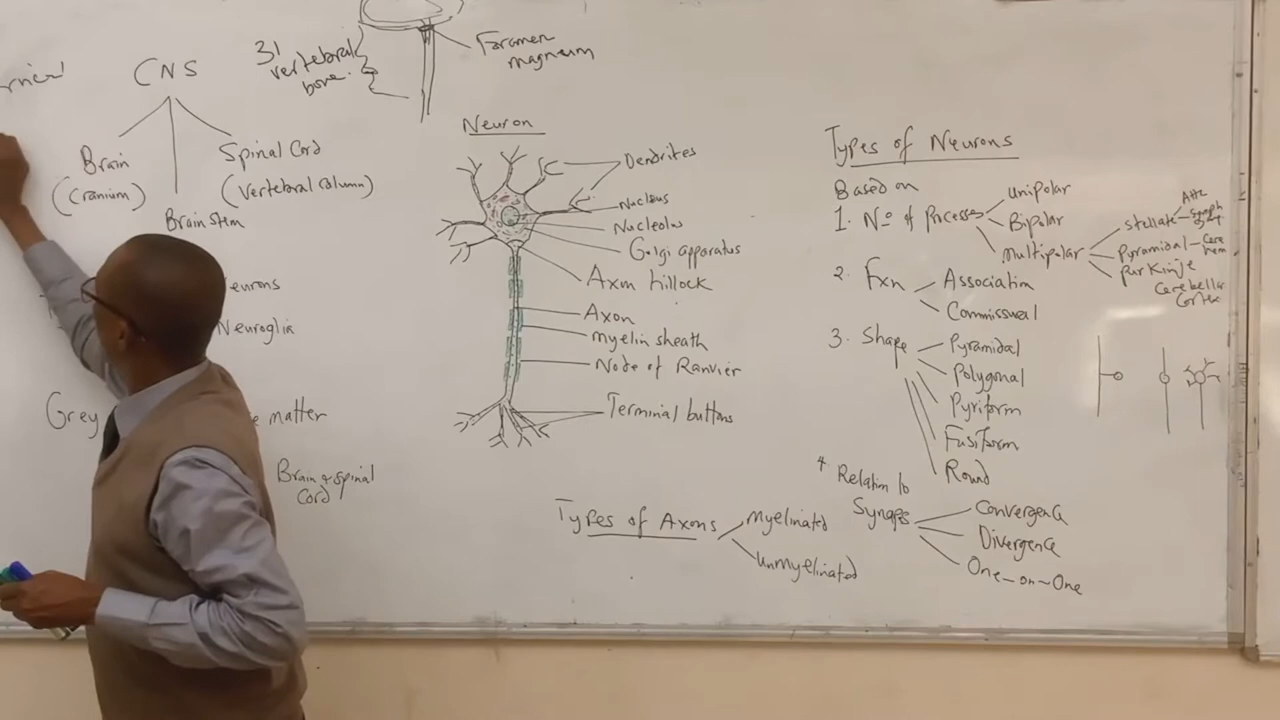 CNS
Brain
(Cranium)
Brain Stem
Spinal Cord
(Vertebral Column)
31
vertebral
bone.
Foramen
magnum
Neuroglia
Grey
matter
Brain & spinal
Cord
Neuron
Dendrites
Nucleus
Nucleolus
Golgi apparatus
Axon hillock
Axon
myelin sheath
Node of Ranvier
Terminal buttons
Types of Axons
Myelinated
Unmyelinated
Types of Neurons
Based on
1. No of Processes
Unipolar
Bipolar
Multipolar
Stellate
Pyramidal
Purkinje
Cerebellar
Cortex
2. Fxn
Association
Commissural
3. Shape
Pyramidal
Polygonal
Pyriform
Fusiform
Round
4 Relation to
Synapse
Convergence
Divergence
One-on-One